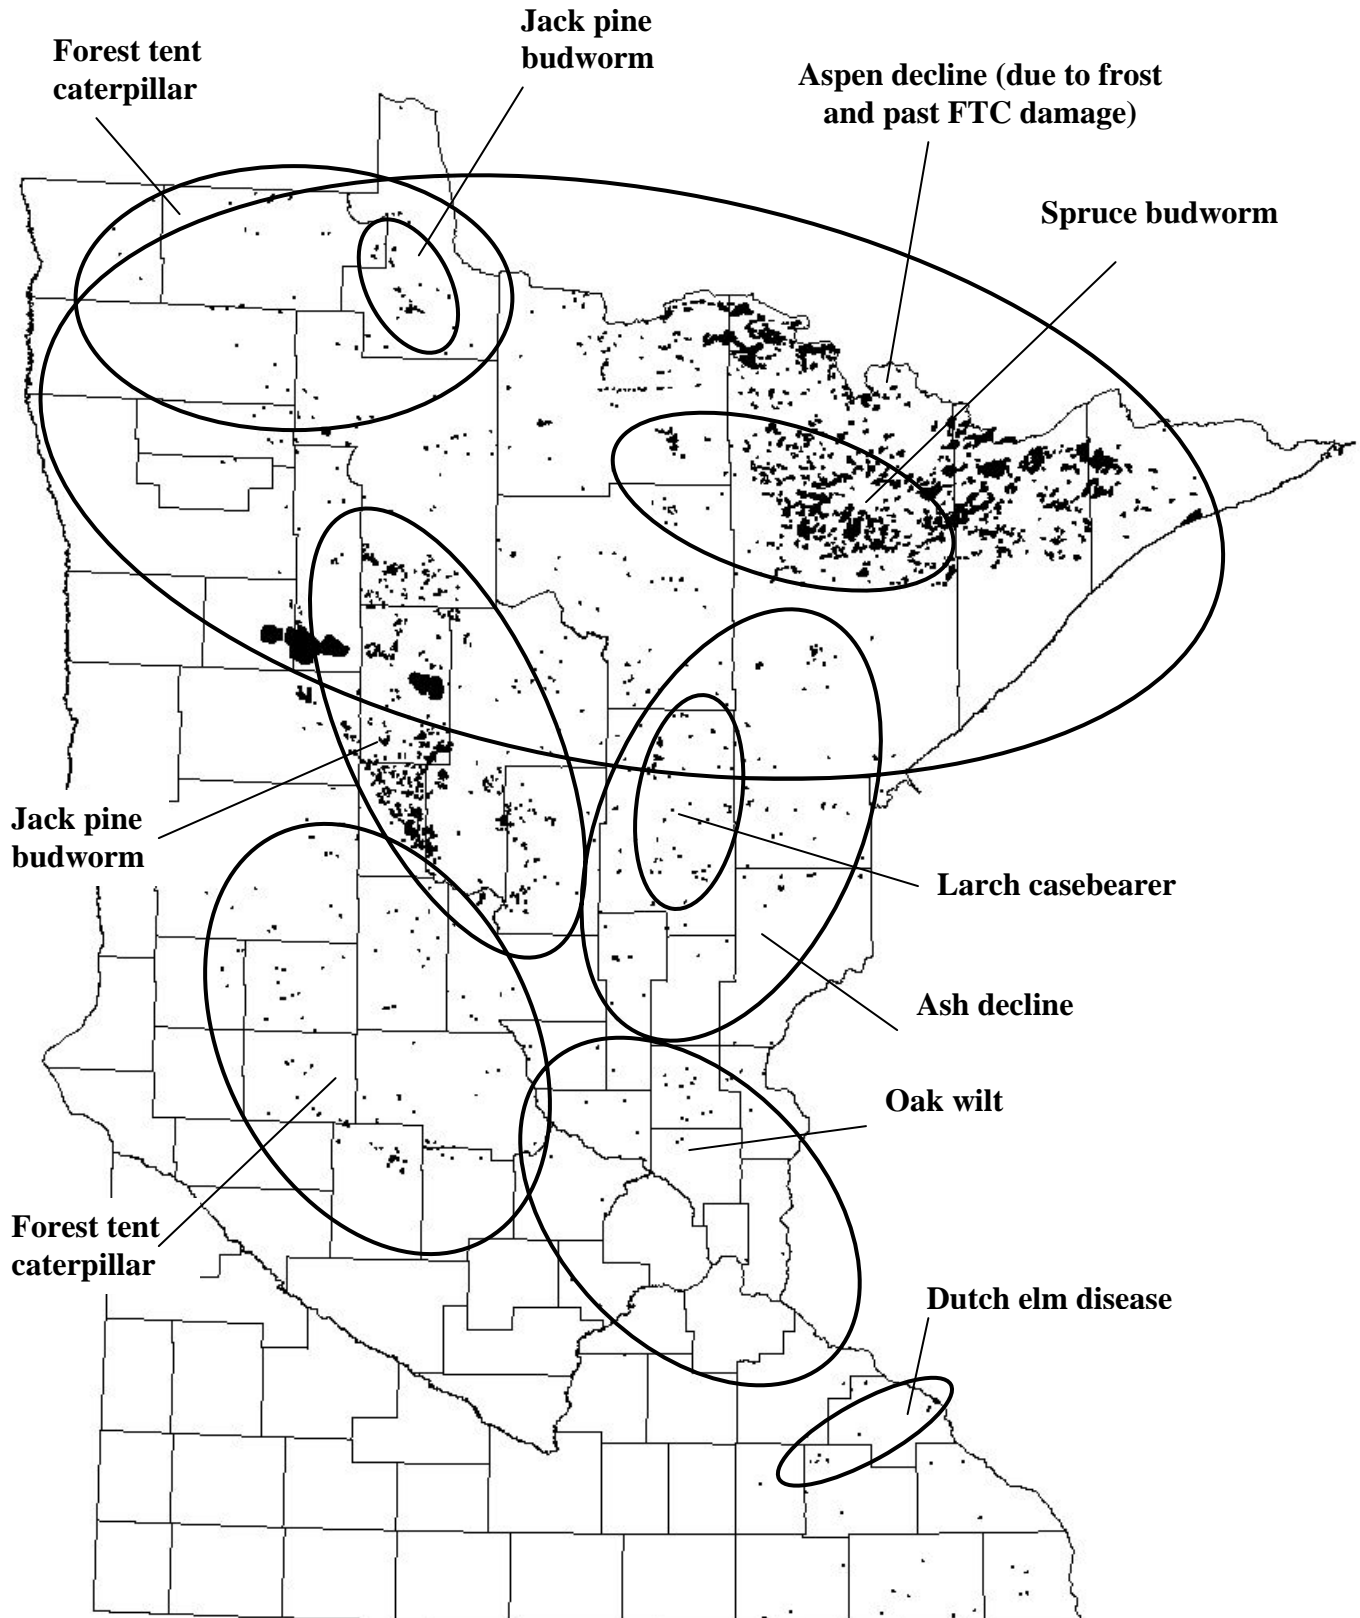 Jack pine
budworm
Forest tent
caterpillar
Aspen decline (due to frost
and past FTC damage)
Spruce budworm
Jack pine
budworm
Larch casebearer
Ash decline
Oak wilt
Forest tent
caterpillar
Dutch elm disease